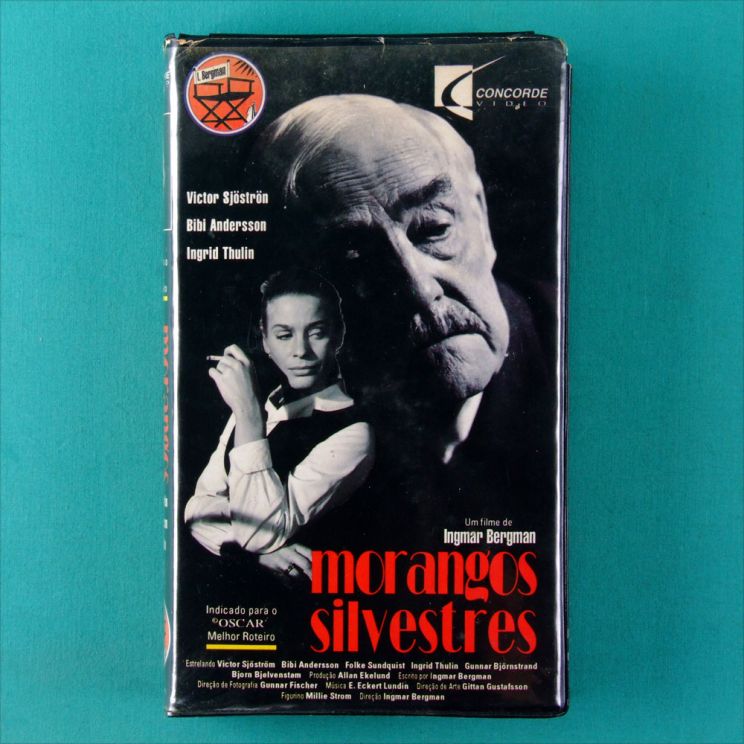 I. Bergman
CONCORDE
VIDEO
Victor Sjöströn
Bibi Andersson
Ingrid Thulin
Um filme de
Ingmar Bergman
morangos
silvestres
Indicado para o
©OSCAR
Melhor Roteiro
Estrelando Victor Sjöström Bibi Andersson Folke Sundquist Ingrid Thulin Gunnar Björnstrand
Bjorn Bjelvenstam Produção Allan Ekelund Escrito por Ingmar Bergman
Direção de Fotografia Gunnar Fischer Música E. Eckert Lundin Direção de Arte Gittan Gustafsson
Figurino Millie Strom Direção Ingmar Bergman